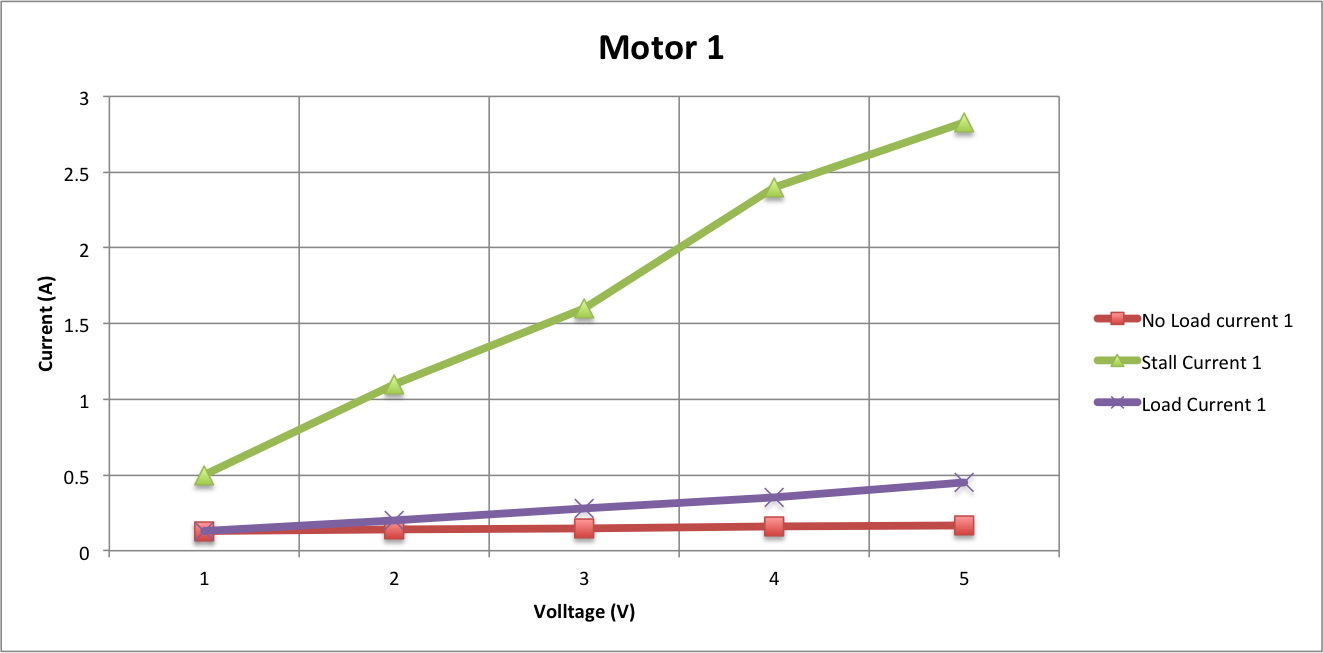 Motor 1
3
2.5
2
1.5
1
0.5
0
Current (A)
1 2 3 4 5
Volltage (V)
No Load current 1
Stall Current 1
Load Current 1